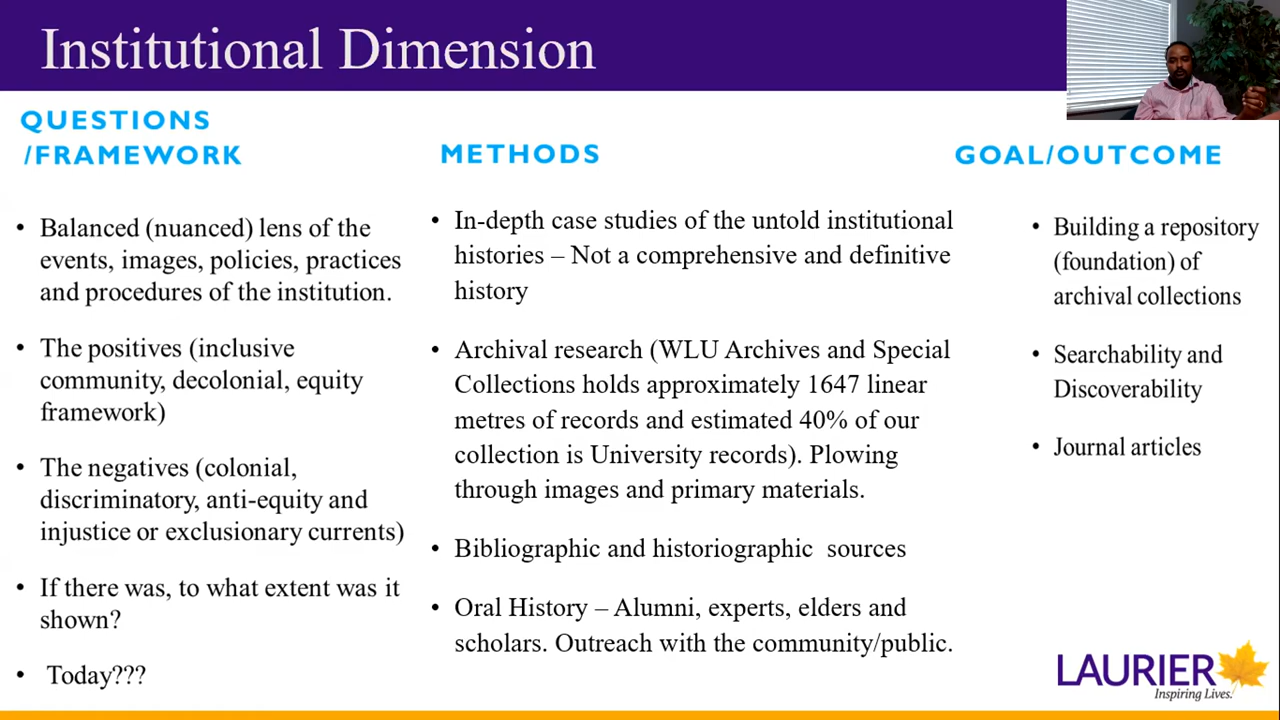 Institutional Dimension
QUESTIONS
/FRAMEWORK
• Balanced (nuanced) lens of the
events, images, policies, practices
and procedures of the institution.
• The positives (inclusive
community, decolonial, equity
framework)
• The negatives (colonial,
discriminatory, anti-equity and
injustice or exclusionary currents)
• If there was, to what extent was it
shown?
• Today???
METHODS
• In-depth case studies of the untold institutional
histories – Not a comprehensive and definitive
history
• Archival research (WLU Archives and Special
Collections holds approximately 1647 linear
metres of records and estimated 40% of our
collection is University records). Plowing
through images and primary materials.
• Bibliographic and historiographic sources
• Oral History – Alumni, experts, elders and
scholars. Outreach with the community/public.
GOAL/OUTCOME
• Building a repository
(foundation) of
archival collections
• Searchability and
Discoverability
• Journal articles
LAURIER
Inspiring Lives.